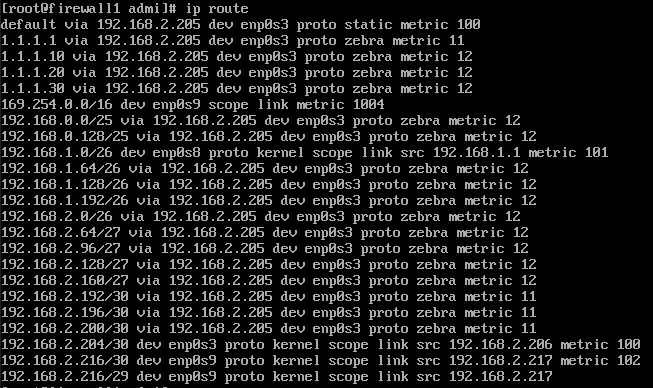 [root@firewall1 admi]# ip route
default via 192.168.2.205 dev enp0s3 proto static metric 100
1.1.1.1 via 192.168.2.205 dev enp0s3 proto zebra metric 11
1.1.1.10 via 192.168.2.205 dev enp0s3 proto zebra metric 12
1.1.1.20 via 192.168.2.205 dev enp0s3 proto zebra metric 12
1.1.1.30 via 192.168.2.205 dev enp0s3 proto zebra metric 12
169.254.0.0/16 dev enp0s9 scope link metric 1004
192.168.0.0/25 via 192.168.2.205 dev enp0s3 proto zebra metric 12
192.168.0.128/25 via 192.168.2.205 dev enp0s3 proto zebra metric 12
192.168.1.0/26 dev enp0s8 proto kernel scope link src 192.168.1.1 metric 101
192.168.1.64/26 via 192.168.2.205 dev enp0s3 proto zebra metric 12
192.168.1.128/26 via 192.168.2.205 dev enp0s3 proto zebra metric 12
192.168.1.192/26 via 192.168.2.205 dev enp0s3 proto zebra metric 12
192.168.2.0/26 via 192.168.2.205 dev enp0s3 proto zebra metric 12
192.168.2.64/27 via 192.168.2.205 dev enp0s3 proto zebra metric 12
192.168.2.96/27 via 192.168.2.205 dev enp0s3 proto zebra metric 12
192.168.2.128/27 via 192.168.2.205 dev enp0s3 proto zebra metric 12
192.168.2.160/27 via 192.168.2.205 dev enp0s3 proto zebra metric 12
192.168.2.192/30 via 192.168.2.205 dev enp0s3 proto zebra metric 11
192.168.2.196/30 via 192.168.2.205 dev enp0s3 proto zebra metric 11
192.168.2.200/30 via 192.168.2.205 dev enp0s3 proto zebra metric 11
192.168.2.204/30 dev enp0s3 proto kernel scope link src 192.168.2.206 metric 100
192.168.2.216/30 dev enp0s9 proto kernel scope link src 192.168.2.217 metric 102
192.168.2.216/29 dev enp0s9 proto kernel scope link src 192.168.2.217